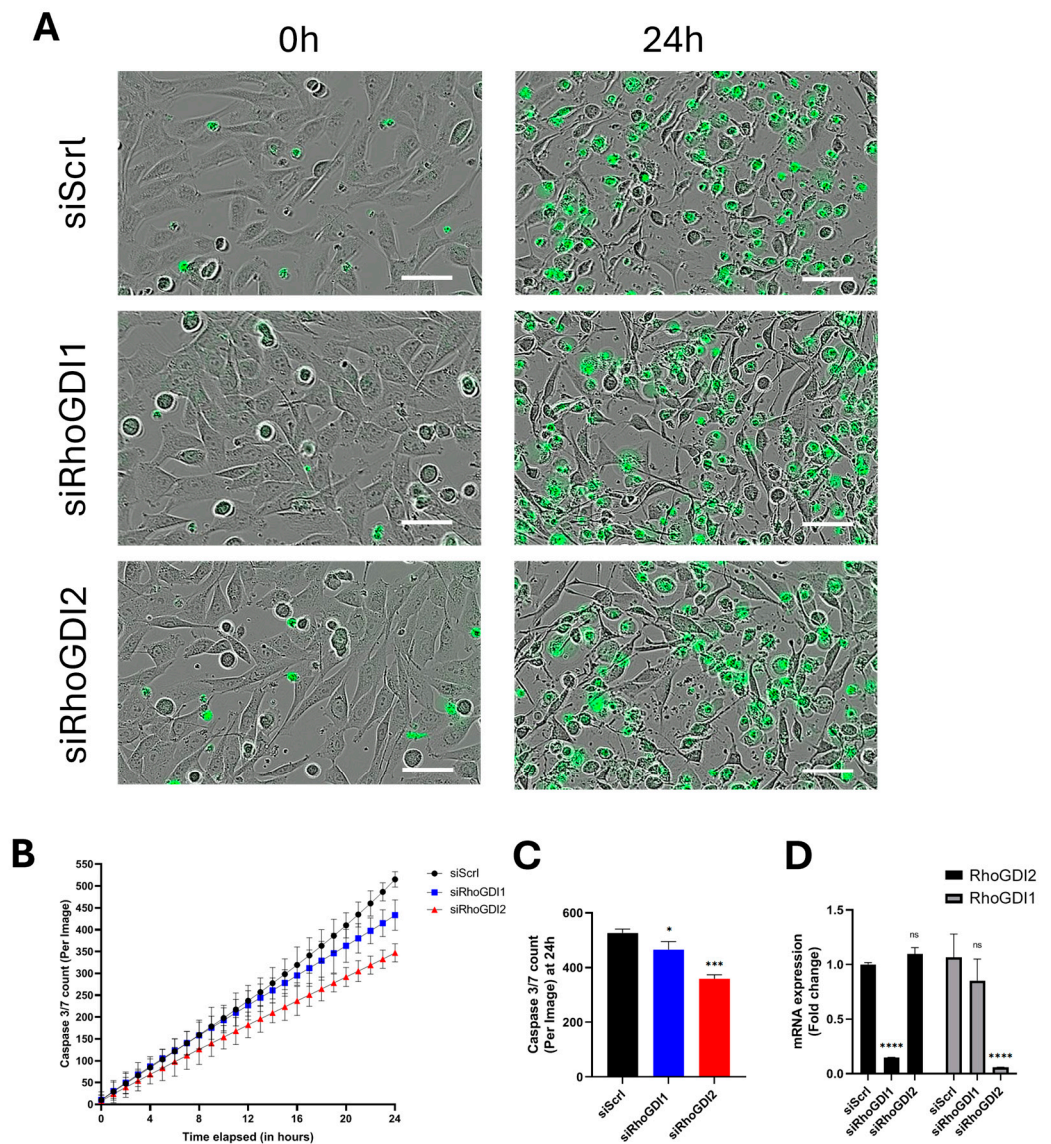 A
0h
24h
siScrl
siRhoGDI1
siRhoGDI2
B
Caspase 3/7 count (Per Image)
550
500
450
400
350
300
250
200
150
100
50
0
0
4
8
12
16
20
24
Time elapsed (in hours)
siScrl
siRhoGDI1
siRhoGDI2
C
Caspase 3/7 count
(Per Image) at 24h
600
400
200
0
*
***
siScrl
siRhoGDI1
siRhoGDI2
D
RhoGDI2
RhoGDI1
mRNA expression
(Fold change)
1.5
1.0
0.5
0.0
****
ns
ns
****
siScrl
siRhoGDI1
siRhoGDI2
siScrl
siRhoGDI1
siRhoGDI2